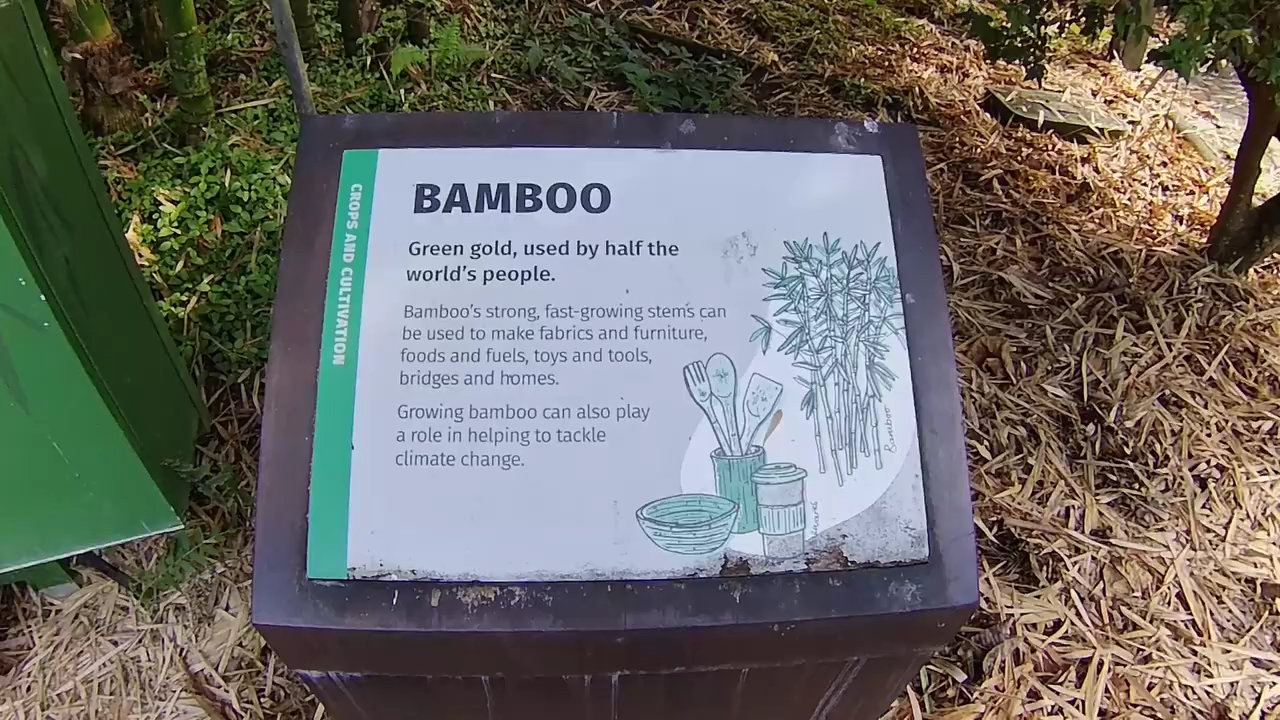 CROPS AND CULTIVATION
BAMBOO
Green gold, used by half the
world's people.
Bamboo's strong, fast-growing stems can
be used to make fabrics and furniture,
foods and fuels, toys and tools,
bridges and homes.
Growing bamboo can also play
a role in helping to tackle
climate change.
Bamboo